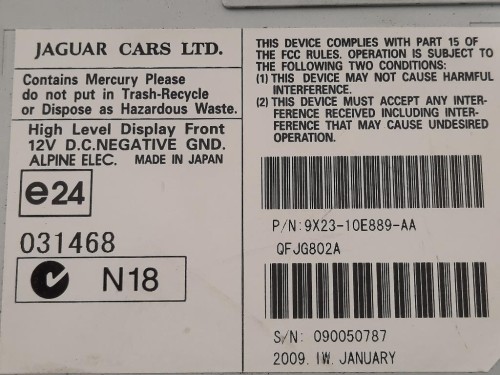 JAGUAR CARS LTD.
Contains Mercury Please
do not put in Trash-Recycle
or Dispose as Hazardous Waste.
High Level Display Front
12V D.C.NEGATIVE GND.
ALPINE ELEC. MADE IN JAPAN
e24
031468
N18
THIS DEVICE COMPLIES WITH PART 15 OF
THE FCC RULES. OPERATION IS SUBJECT TO
THE FOLLOWING TWO CONDITIONS:
(1) THIS DEVICE MAY NOT CAUSE HARMFUL
INTERFERENCE.
(2) THIS DEVICE MUST ACCEPT ANY INTER-
FERENCE RECEIVED INCLUDING INTER-
FERENCE THAT MAY CAUSE UNDESIRED
OPERATION.
P/N:9X23-10E889-AA
QFJG802A
S/N: 090050787
2009. IW. JANUARY